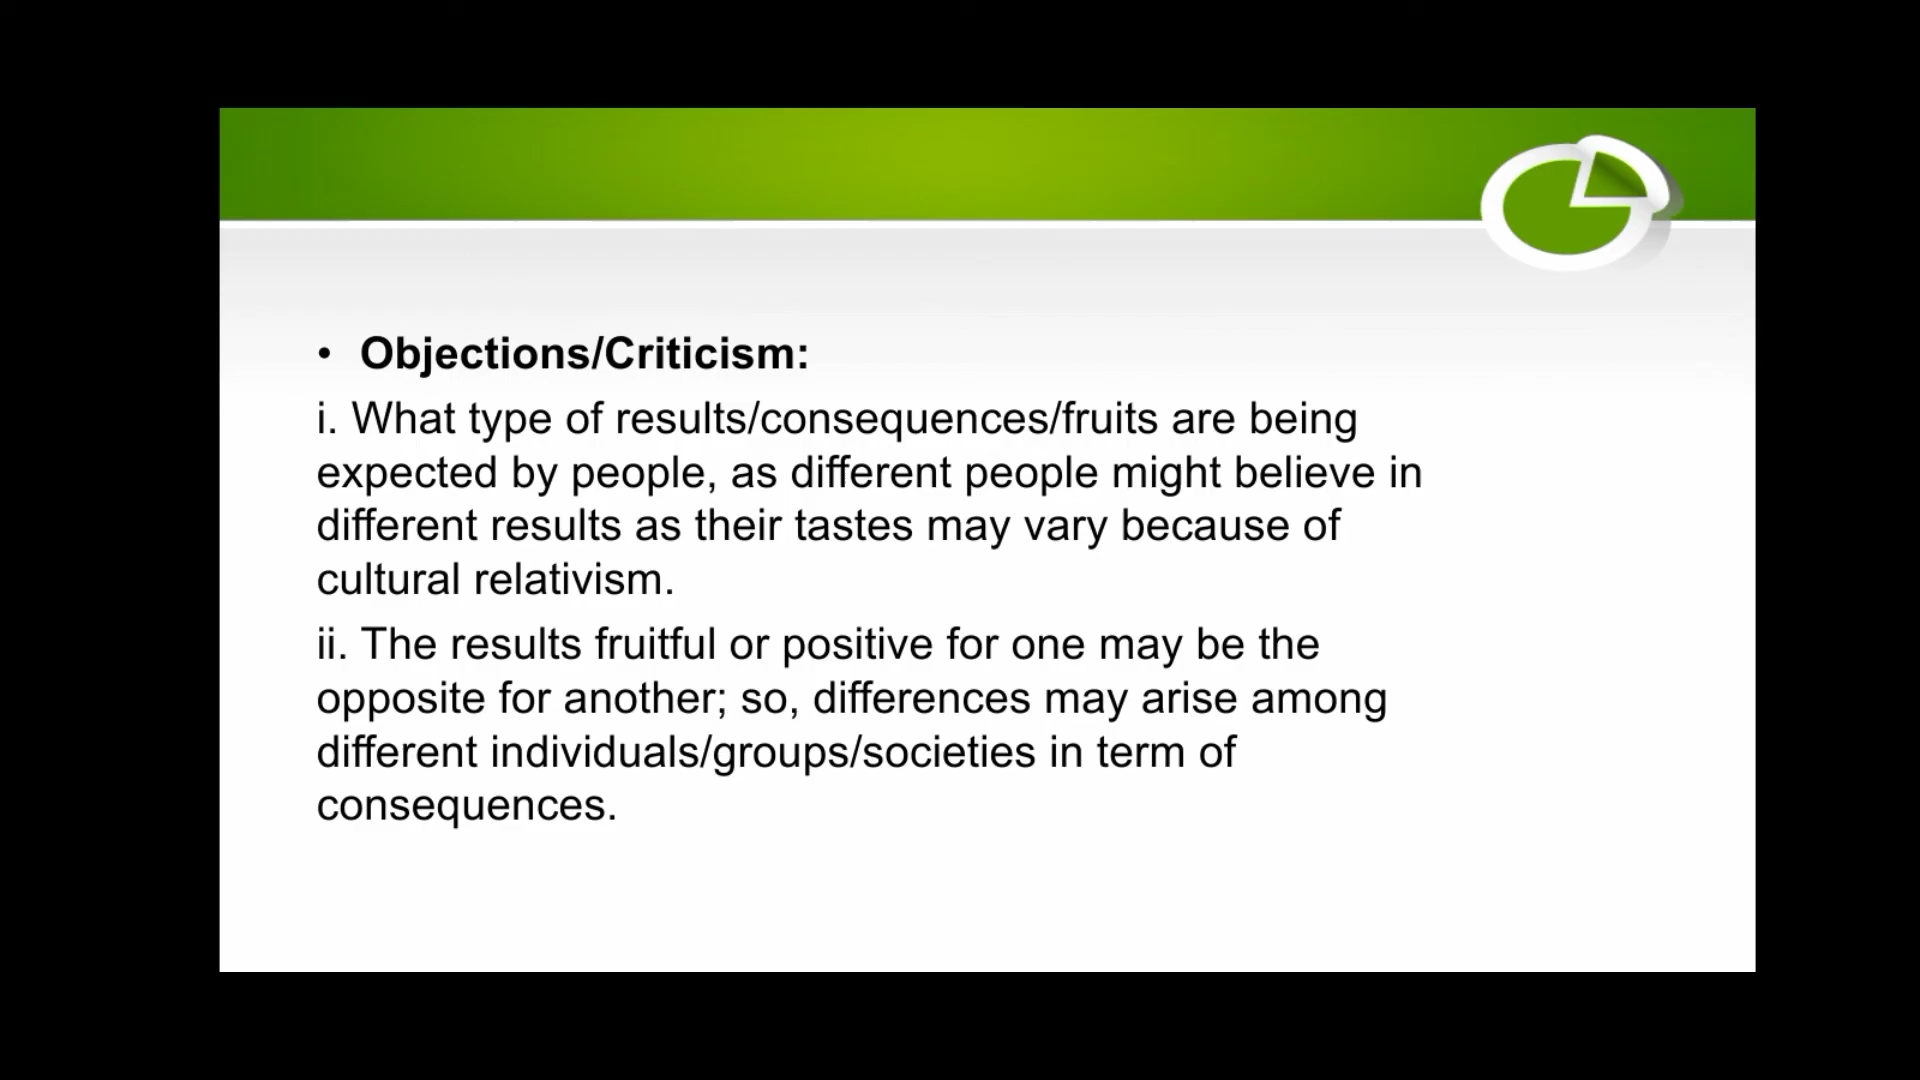 • Objections/Criticism:
i. What type of results/consequences/fruits are being
expected by people, as different people might believe in
different results as their tastes may vary because of
cultural relativism.
ii. The results fruitful or positive for one may be the
opposite for another; so, differences may arise among
different individuals/groups/societies in term of
consequences.